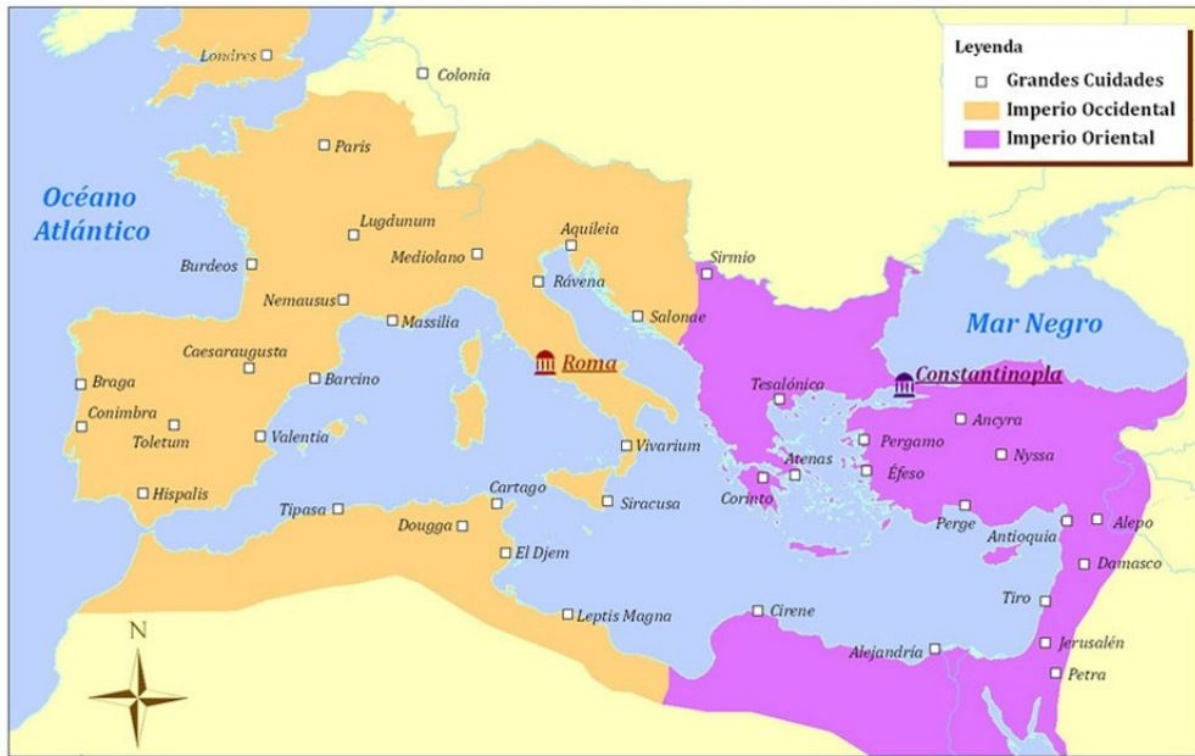 Leyenda
Grandes Cuidades
Imperio Occidental
Imperio Oriental
Londres
Colonia
Paris
Océano
Atlántico
Lugdunum
Aquileia
Mediolano
Burdeos
Sirmio
Rávena
Nemausus
Salonae
Massilia
Mar Negro
Caesaraugusta
Roma
Constantinopla
Braga
Barcino
Tesalónica
Conimbra
Ancyra
Toletum
Valentia
Pergamo
Vivarium
Atenas
Nyssa
Éfeso
Hispalis
Cartago
Corinto
Tipasa
Siracusa
Perge
Dougga
Antioquia
Alepo
El Djem
Damasco
Tiro
Leptis Magna
Cirene
N
Alejandría
Jerusalén
Petra